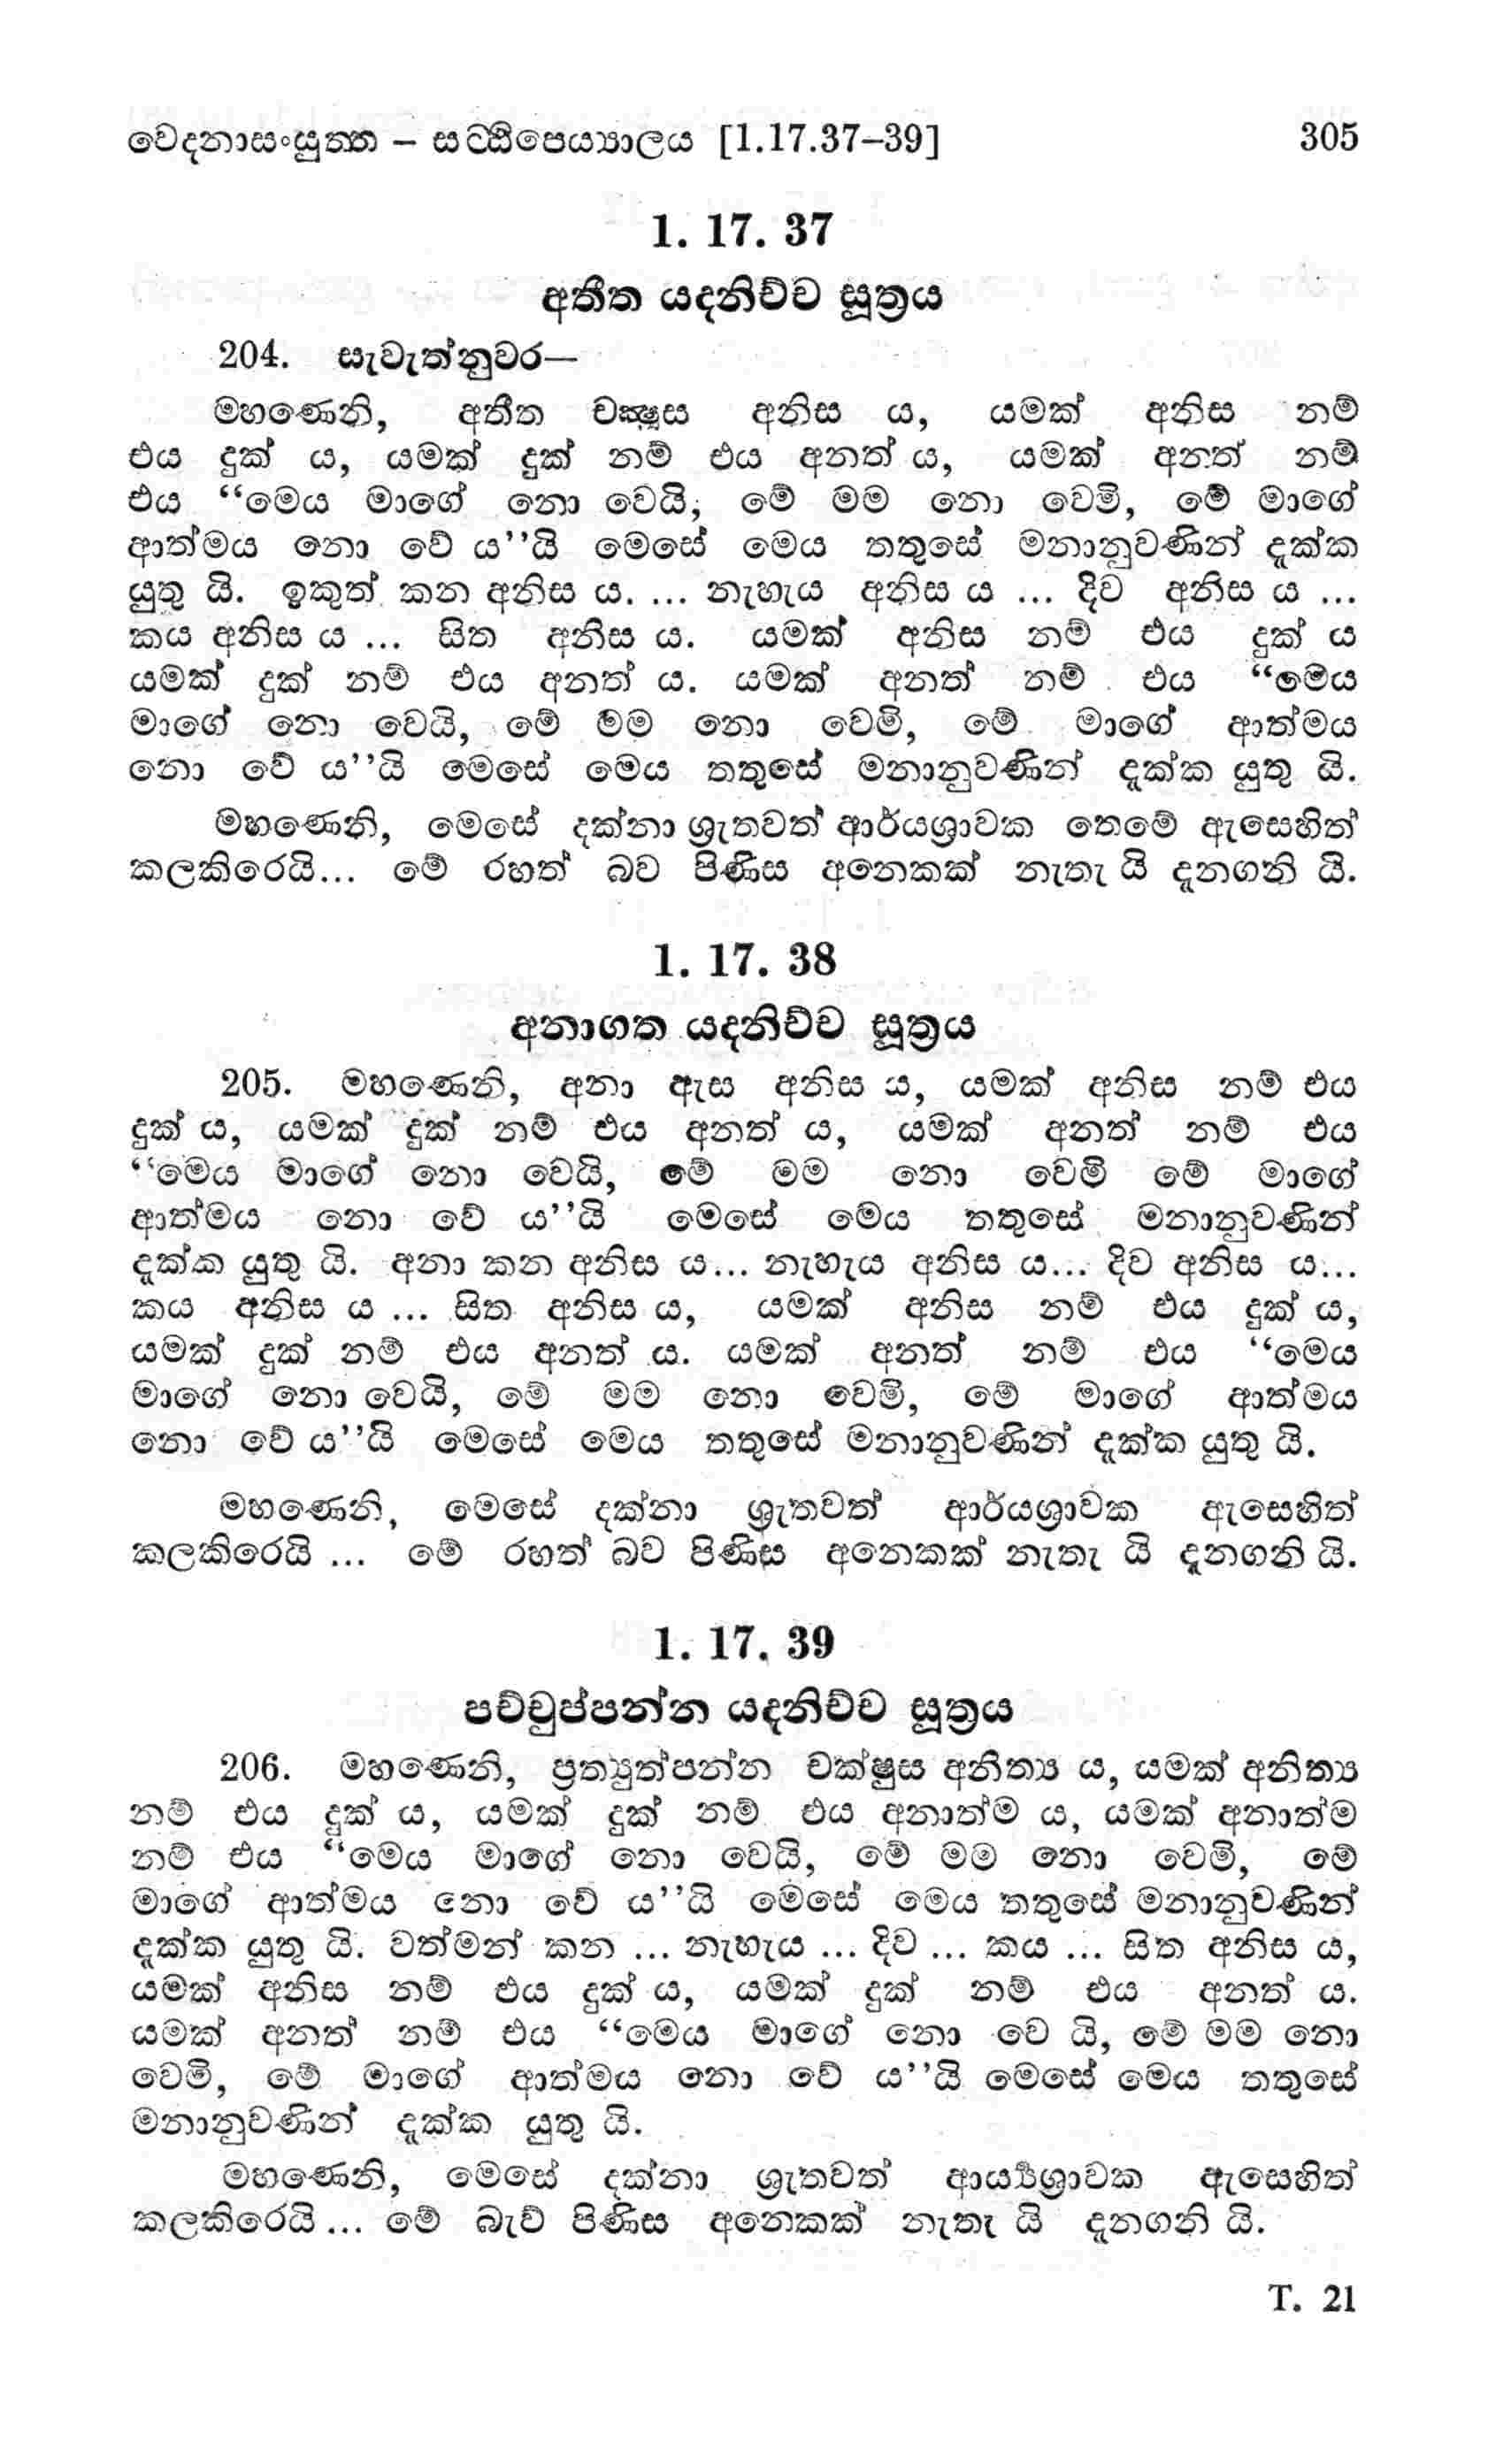 වෙදනාසංයුත්ත – සට්ඨිපෙය්‍යාලය [1.17.37–39] 305
1. 17. 37
අතීත යදනිච්ච සූත්‍රය
204. සැවැත්නුවර—
මහණෙනි, අතීත චක්‍ෂුස අනිස ය, යමක් අනිස නම්
එය දුක් ය, යමක් දුක් නම් එය අනත් ය, යමක් අනත් නම්
එය “මෙය මාගේ නො වෙයි, මේ මම නො වෙමි, මේ මාගේ
ආත්මය නො වේ ය’’යි මෙසේ මෙය තතුසේ මනානුවණින් දැක්ක
යුතු යි. ඉකුත් කන අනිස ය. ... නැහැය අනිස ය ... දිව අනිස ය ...
කය අනිස ය ... සිත අනිස ය. යමක් අනිස නම් එය දුක් ය
යමක් දුක් නම් එය අනත් ය. යමක් අනත් නම් එය “මෙය
මාගේ නො වෙයි, මේ මම නො වෙමි, මේ මාගේ ආත්මය
නො වේ ය’’යි මෙසේ මෙය තතුසේ මනානුවණින් දැක්ක යුතු යි.
මහණෙනි, මෙසේ දක්නා ශ්‍රැතවත් ආර්යශ්‍රාවක තෙමේ ඇසෙහිත්
කලකිරෙයි... මේ රහත් බව පිණිස අනෙකක් නැතැ යි දැනගනි යි.
1. 17. 38
අනාගත යදනිච්ච සූත්‍රය
205. මහණෙනි, අනා ඇස අනිස ය, යමක් අනිස නම් එය
දුක් ය, යමක් දුක් නම් එය අනත් ය, යමක් අනත් නම් එය
“මෙය මාගේ නො වෙයි, මේ මම නො වෙමි මේ මාගේ
ආත්මය නො වේ ය’’යි මෙසේ මෙය තතුසේ මනානුවණින්
දැක්ක යුතු යි. අනා කන අනිස ය... නැහැය අනිස ය... දිව අනිස ය...
කය අනිස ය ... සිත අනිස ය, යමක් අනිස නම් එය දුක් ය,
යමක් දුක් නම් එය අනත් ය. යමක් අනත් නම් එය “මෙය
මාගේ නො වෙයි, මේ මම නො වෙමි, මේ මාගේ ආත්මය
නො වේ ය’’යි මෙසේ මෙය තතුසේ මනානුවණින් දැක්ක යුතු යි.
මහණෙනි, මෙසේ දක්නා ශ්‍රැතවත් ආර්යශ්‍රාවක ඇසෙහිත්
කලකිරෙයි ... මේ රහත් බව පිණිස අනෙකක් නැතැ යි දැනගනි යි.
1. 17. 39
පච්චුප්පන්න යදනිච්ච සූත්‍රය
206. මහණෙනි, ප්‍රත්‍යුත්පන්න චක්ෂුස අනිත්‍ය ය, යමක් අනිත්‍ය
නම් එය දුක් ය, යමක් දුක් නම් එය අනාත්ම ය, යමක් අනාත්ම
නම් එය “මෙය මාගේ නො වෙයි, මේ මම නො වෙමි, මේ
මාගේ ආත්මය නො වේ ය’’යි මෙසේ මෙය තතුසේ මනානුවණින්
දැක්ක යුතු යි. වත්මන් කන ... නැහැය ... දිව ... කය ... සිත අනිස ය,
යමක් අනිස නම් එය දුක් ය, යමක් දුක් නම් එය අනත් ය.
යමක් අනත් නම් එය “මෙය මාගේ නො වෙ යි, මේ මම නො
වෙමි, මේ මාගේ ආත්මය නො වේ ය’’යි මෙසේ මෙය තතුසේ
මනානුවණින් දැක්ක යුතු යි.
මහණෙනි, මෙසේ දක්නා ශ්‍රැතවත් ආර්‍ය්‍යශ්‍රාවක ඇසෙහිත්
කලකිරෙයි ... මේ බැව් පිණිස අනෙකක් නැතැ යි දැනගනි යි.
T. 21